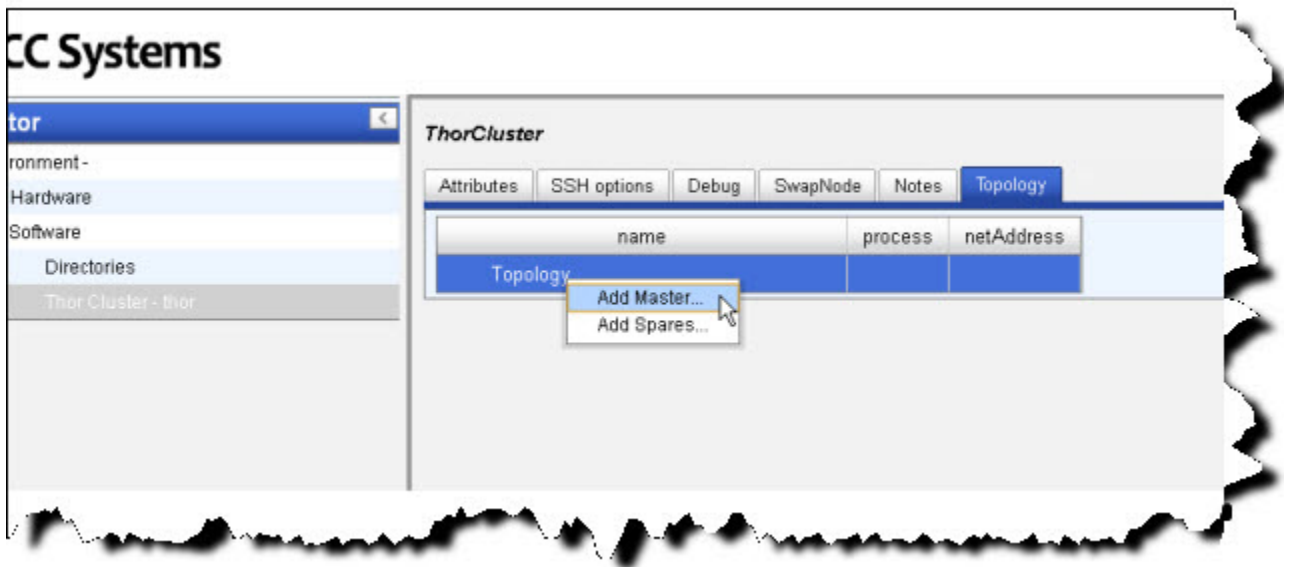 CC Systems
tor
ronment -
Hardware
Software
Directories
Thor Cluster - thor
ThorCluster
Attributes SSH options Debug SwapNode Notes Topology
name process netAddress
Topology
Add Master...
Add Spares...